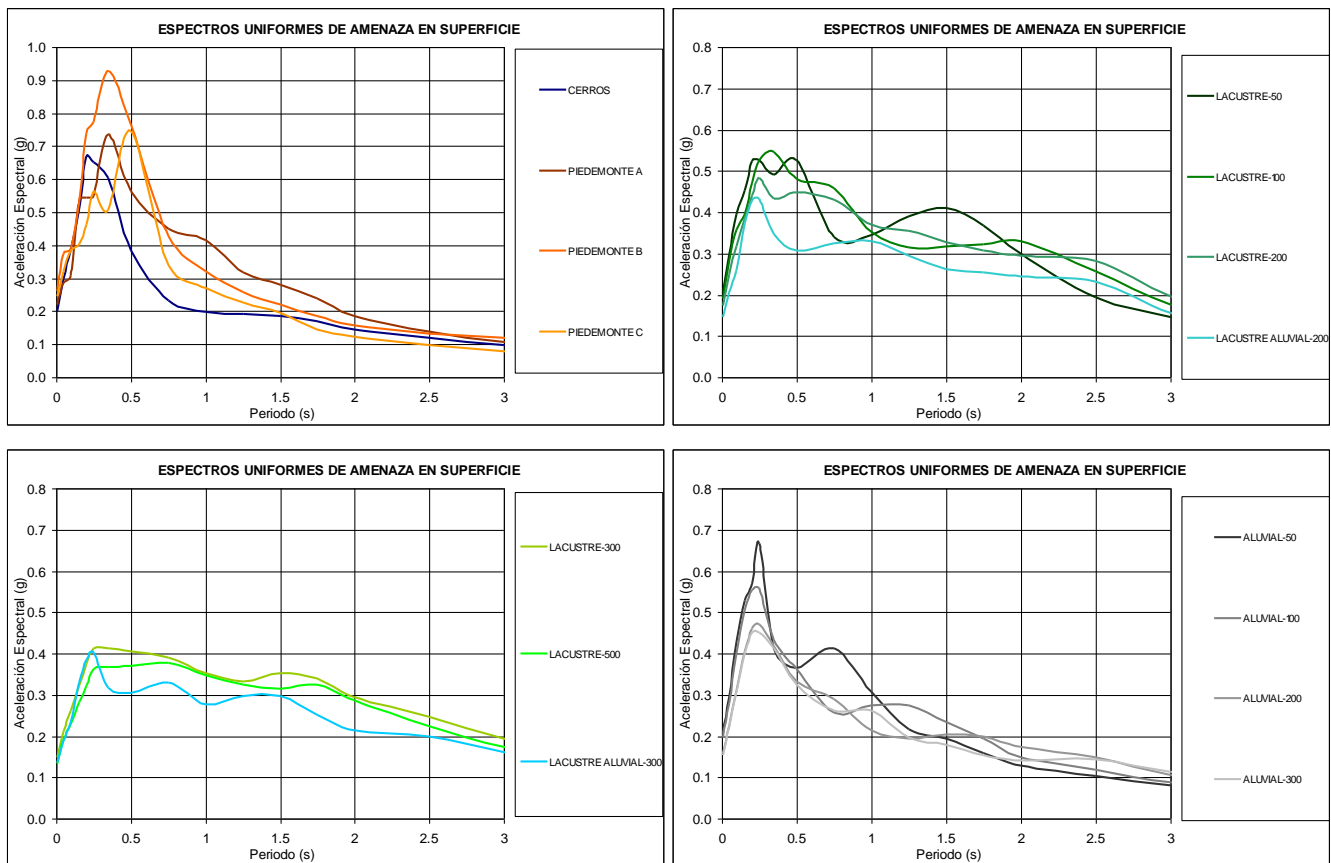 ESPECTROS UNIFORMES DE AMENAZA EN SUPERFICIE
Aceleración Espectral (g)
1.0
0.9
0.8
0.7
0.6
0.5
0.4
0.3
0.2
0.1
0.0
0 0.5 1 1.5 2 2.5 3
Periodo (s)
CERROS
PIEDEMONTE A
PIEDEMONTE B
PIEDEMONTE C
ESPECTROS UNIFORMES DE AMENAZA EN SUPERFICIE
Aceleración Espectral (g)
0.8
0.7
0.6
0.5
0.4
0.3
0.2
0.1
0.0
0 0.5 1 1.5 2 2.5 3
Periodo (s)
LACUSTRE-50
LACUSTRE-100
LACUSTRE-200
LACUSTRE ALUVIAL-200
ESPECTROS UNIFORMES DE AMENAZA EN SUPERFICIE
Aceleración Espectral (g)
0.8
0.7
0.6
0.5
0.4
0.3
0.2
0.1
0.0
0 0.5 1 1.5 2 2.5 3
Periodo (s)
LACUSTRE-300
LACUSTRE-500
LACUSTRE ALUVIAL-300
ESPECTROS UNIFORMES DE AMENAZA EN SUPERFICIE
Aceleración Espectral (g)
0.8
0.7
0.6
0.5
0.4
0.3
0.2
0.1
0.0
0 0.5 1 1.5 2 2.5 3
Periodo (s)
ALUVIAL-50
ALUVIAL-100
ALUVIAL-200
ALUVIAL-300